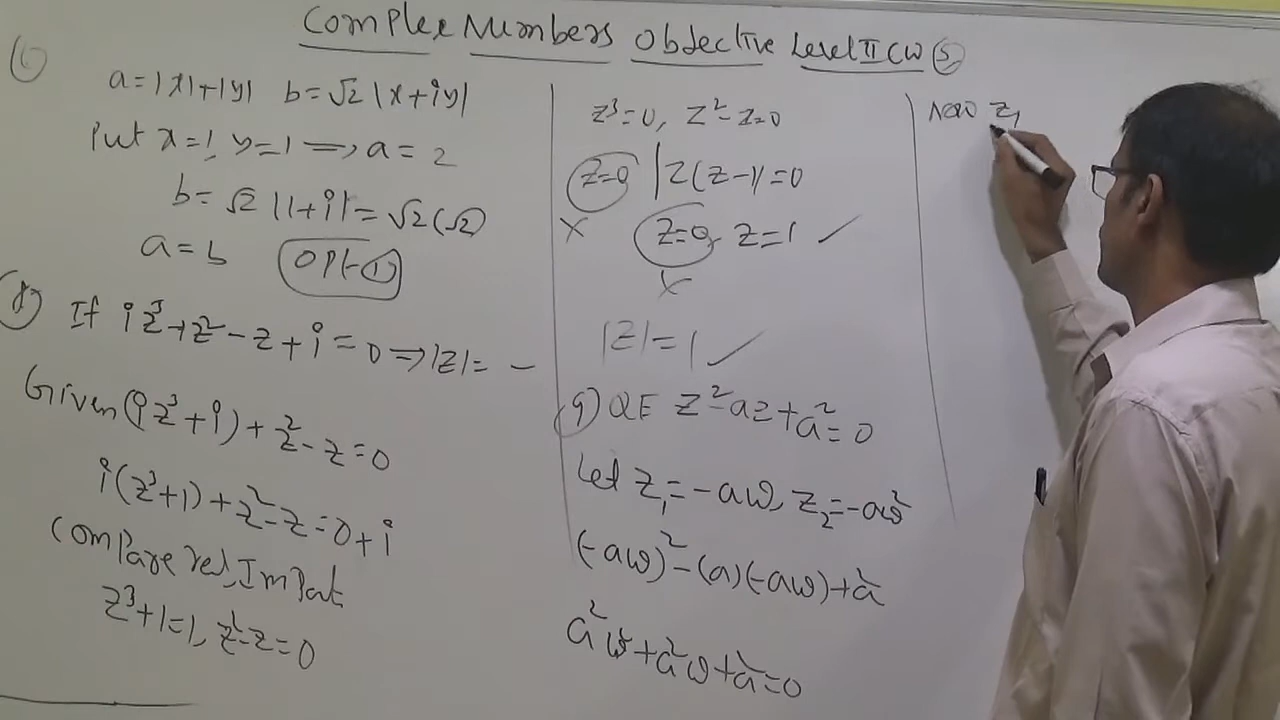 Complex Numbers Objective Level II CW (5)
6)
a = |x| + |y| b = √2 |x + iy|
Put x = 1, y = 1 ⟹ a = 2
b = √2 |1 + i| = √2 (√2)
a = b OPt-①
8) If iz³ + z² - z + i = 0 ⟹ |z| = -
Given (iz³ + i) + z² - z = 0
i(z³ + 1) + z² - z = 0 + i
Compare rel, Im Pat
z³ + 1 = 1, z² - z = 0
z³ = 0, z² - z = 0
z = 0 | z(z - 1) = 0
x z = 0, z = 1 ✓
x
|z| = 1 ✓
9) QE z² - az + a² = 0
Let z₁ = -aω, z₂ = -aω²
(-aω)² - (a)(-aω) + a²
a²ω² + a²ω + a² = 0
Now z₁